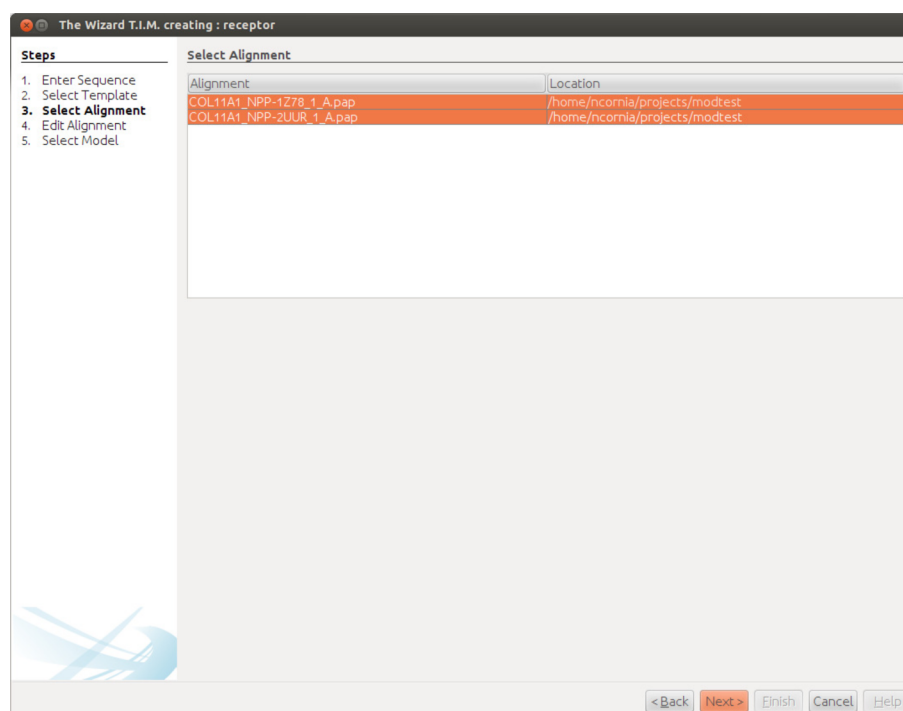 The Wizard T.I.M. creating : receptor
Steps
1. Enter Sequence
2. Select Template
3. Select Alignment
4. Edit Alignment
5. Select Model
Select Alignment
Alignment Location
COL11A1_NPP-1Z78_1_A.pap /home/ncornia/projects/modtest
COL11A1_NPP-2UUR_1_A.pap /home/ncornia/projects/modtest
< Back Next > Finish Cancel Help